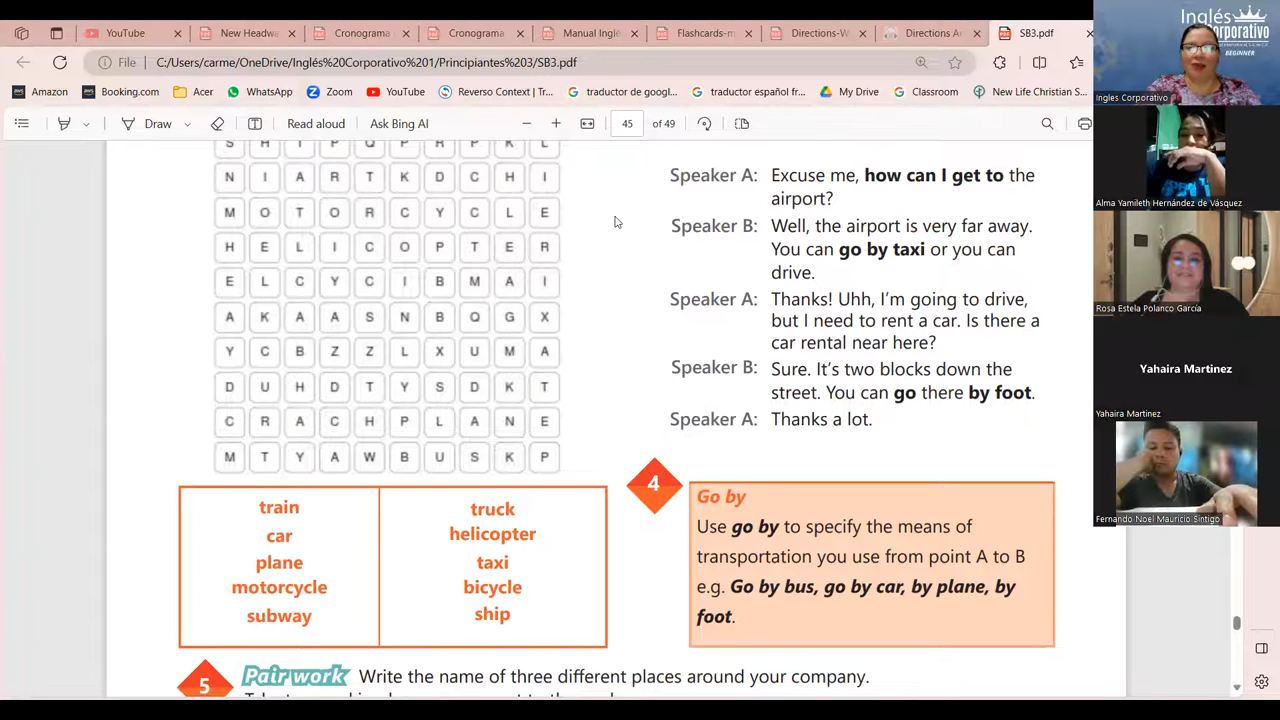 YouTube
New Headwa
Cronograma
Cronograma
Manual Inglé
Flashcards-m
Directions-W
Directions Ac
SB3.pdf
File
C:/Users/carme/OneDrive/Inglés%20Corporativo%201/Principiante%203/SB3.pdf
Amazon
Booking.com
Acer
WhatsApp
Zoom
YouTube
Reverso Context | Tr...
traductor de googl...
traductor español fr...
My Drive
Classroom
New Life Christian S...
Draw
Read aloud
Ask Bing AI
45
of 49
S H I P Q P R P K L
N I A R T K D C H I
M O T O R C Y C L E
H E L I C O P T E R
E L C Y C I B M A I
A K A A S N B O G X
Y C B Z Z L X U M A
D U H D T Y S D K T
C R A C H P L A N E
M T Y A W B U S K P
train
car
plane
motorcycle
subway
truck
helicopter
taxi
bicycle
ship
Speaker A: Excuse me, how can I get to the
airport?
Speaker B: Well, the airport is very far away.
You can go by taxi or you can
drive.
Speaker A: Thanks! Uhh, I'm going to drive,
but I need to rent a car. Is there a
car rental near here?
Speaker B: Sure. It's two blocks down the
street. You can go there by foot.
Speaker A: Thanks a lot.
4
Go by
Use go by to specify the means of
transportation you use from point A to B
e.g. Go by bus, go by car, by plane, by
foot.
5
Pair work Write the name of three different places around your company.
Inglés
Corporativo
BEGINNER
Ingles Corporativo
Alma Yamileth Hernández de Vásquez
Rosa Estela Polanco García
Yahaira Martinez
Yahaira Martinez
Fernando Noel Mauricio Sintigo